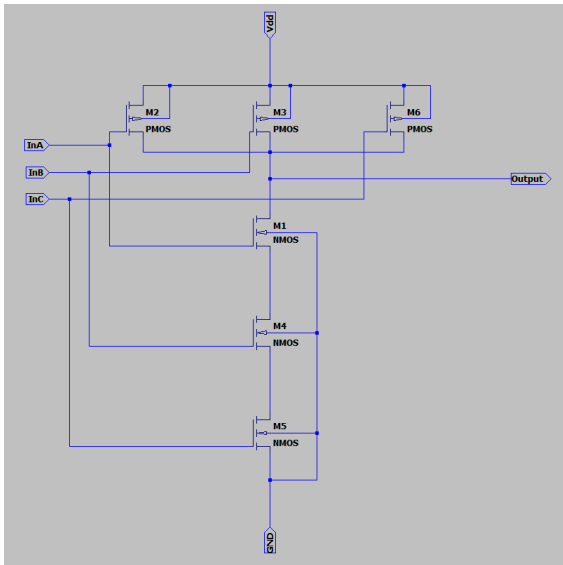 Vdd
M2
PMOS
M3
PMOS
M6
PMOS
InA
InB
InC
Output
M1
NMOS
M4
NMOS
M5
NMOS
GND